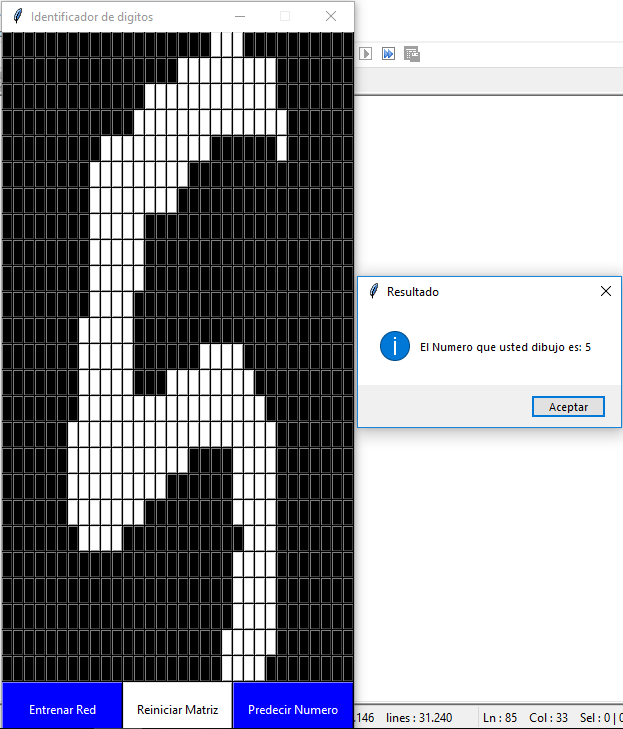 Identificador de digitos
Resultado
El Numero que usted dibujo es: 5
Aceptar
Entrenar Red
Reiniciar Matriz
Predecir Numero
.146 lines : 31.240
Ln : 85 Col : 33 Sel : 0 | 0